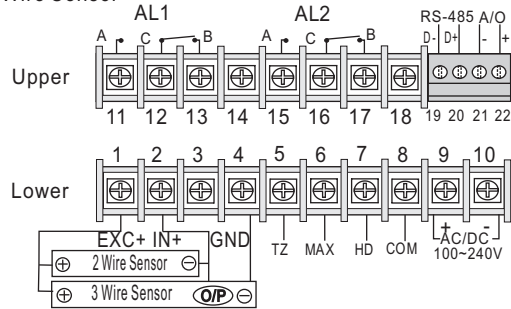 Wire Sensor
AL1 AL2 RS-485 A/O
A C B A C B D- D+ - +
Upper
11 12 13 14 15 16 17 18 19 20 21 22
1 2 3 4 5 6 7 8 9 10
Lower
+ -
EXC+ IN+ GND TZ MAX HD COM AC/DC
100~240V
2 Wire Sensor
3 Wire Sensor O/P